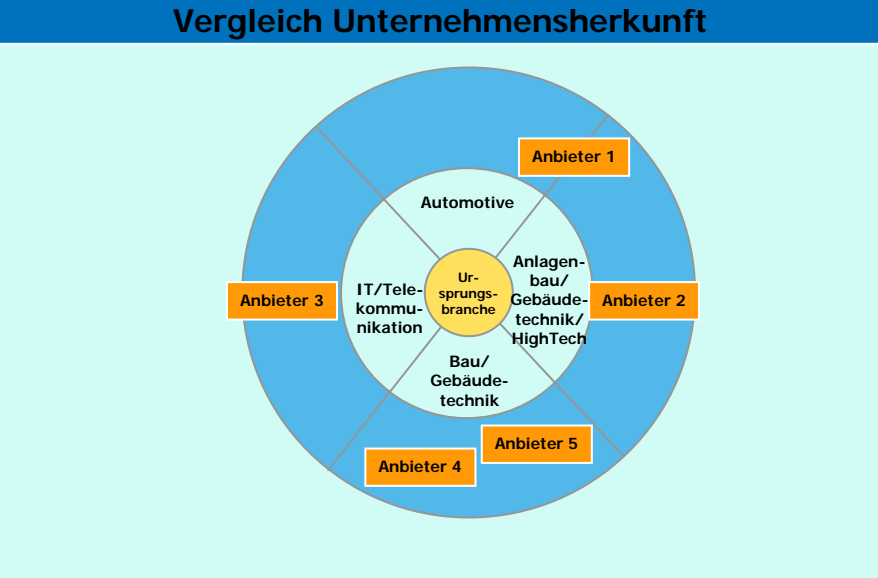 Vergleich Unternehmensherkunft
Anbieter 1
Automotive
Anlagen-
bau/
Gebäude-
technik/
HighTech
Ur-
sprungs-
branche
IT/Tele-
kommu-
nikation
Anbieter 3
Anbieter 2
Bau/
Gebäude-
technik
Anbieter 5
Anbieter 4